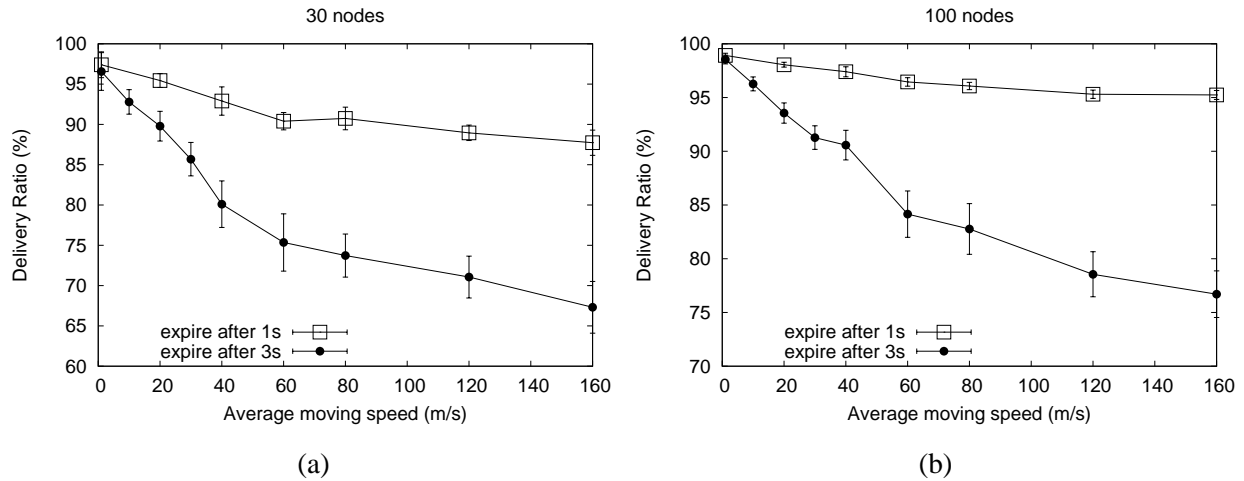 30 nodes
100
95
90
85
80
75
70
65
60
0 20 40 60 80 100 120 140 160
Delivery Ratio (%)
Average moving speed (m/s)
expire after 1s
expire after 3s
(a)
100 nodes
100
95
90
85
80
75
70
0 20 40 60 80 100 120 140 160
Delivery Ratio (%)
Average moving speed (m/s)
expire after 1s
expire after 3s
(b)